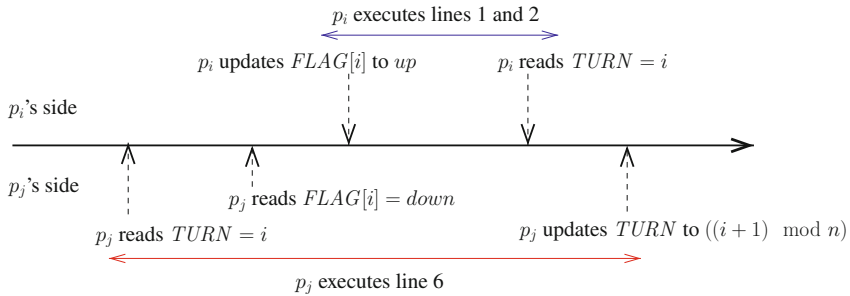 p_i executes lines 1 and 2
p_i updates FLAG[i] to up
p_i reads TURN = i
p_i's side
p_j's side
p_j reads FLAG[i] = down
p_j reads TURN = i
p_j updates TURN to ((i + 1) mod n)
p_j executes line 6